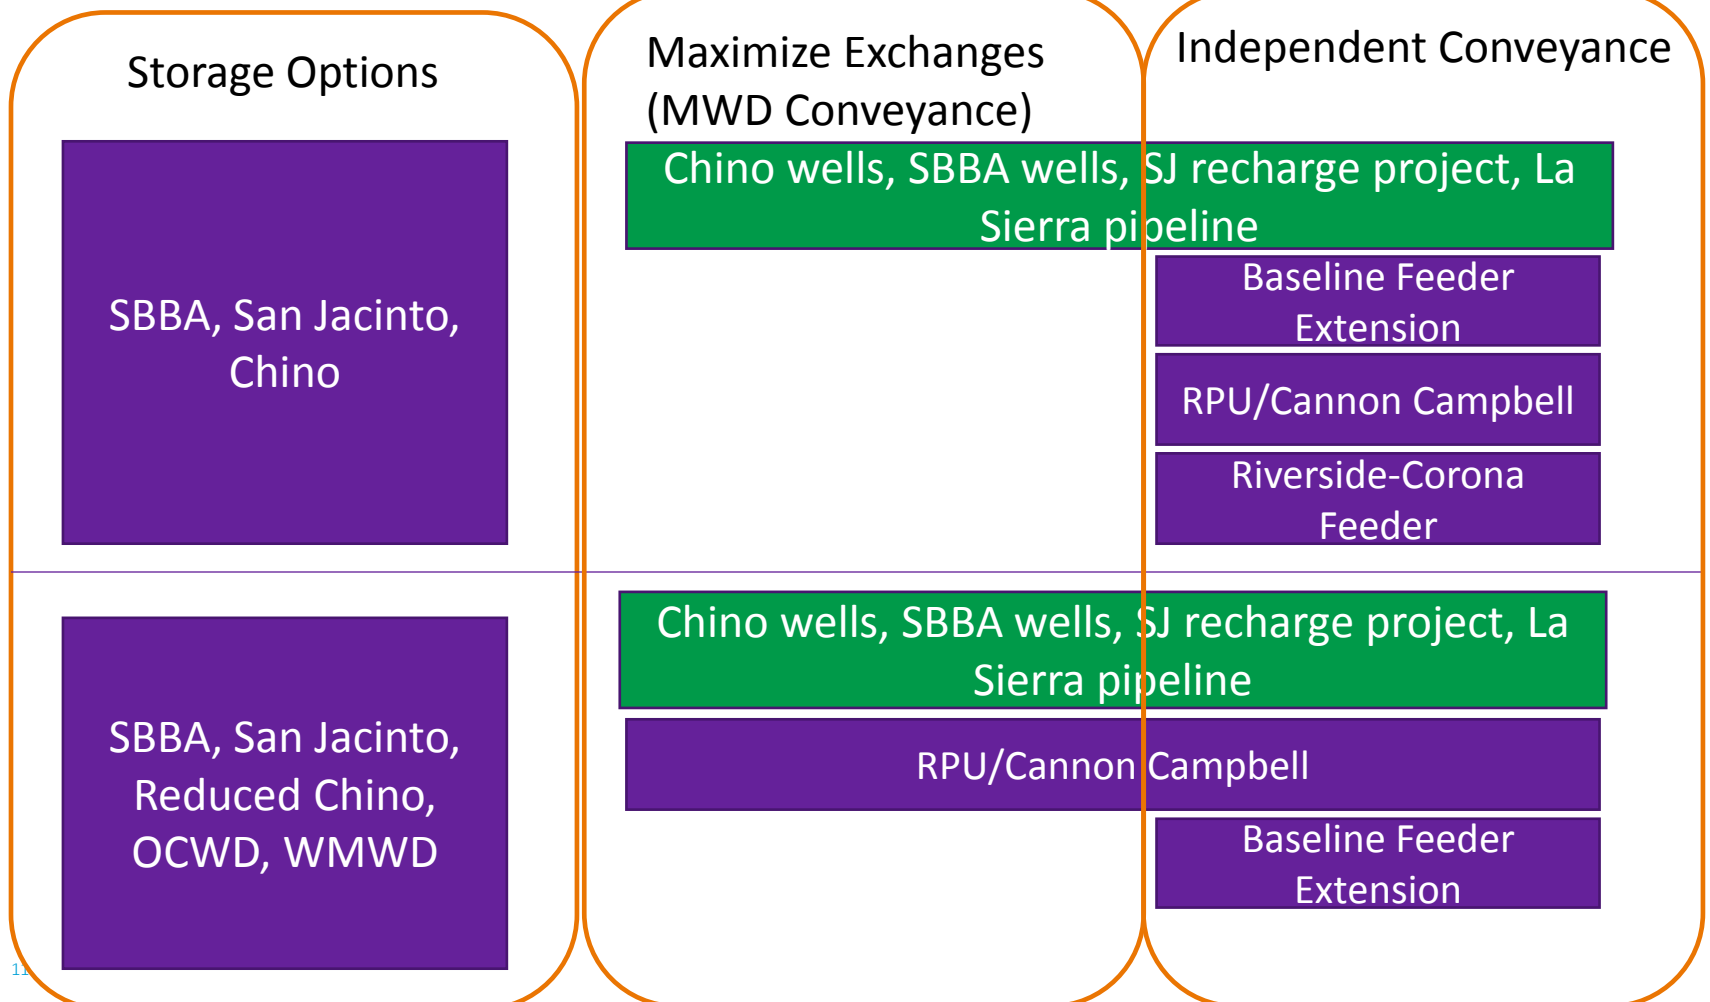 Storage Options
Maximize Exchanges
(MWD Conveyance)
Independent Conveyance
SBBA, San Jacinto,
Chino
Chino wells, SBBA wells, SJ recharge project, La
Sierra pipeline
Baseline Feeder
Extension
RPU/Cannon Campbell
Riverside-Corona
Feeder
SBBA, San Jacinto,
Reduced Chino,
OCWD, WMWD
Chino wells, SBBA wells, SJ recharge project, La
Sierra pipeline
RPU/Cannon Campbell
Baseline Feeder
Extension
11